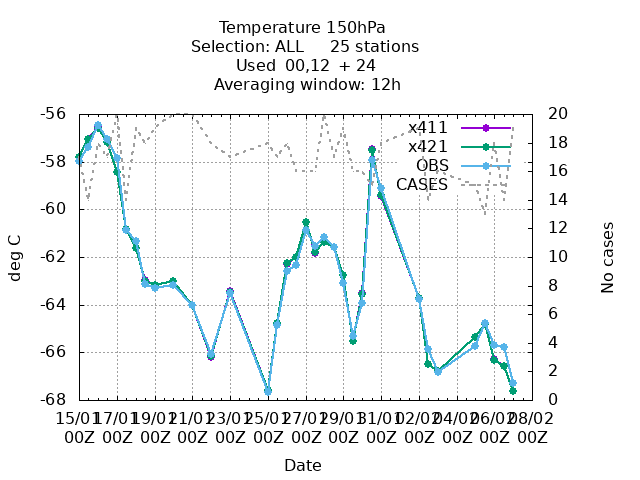 Temperature 150hPa
Selection: ALL 25 stations
Used 00,12 + 24
Averaging window: 12h
-56
-58
-60
-62
-64
-66
-68
deg C
20
18
16
14
12
10
8
6
4
2
0
No cases
x411
x421
OBS
CASES
15/01 17/01 19/01 21/01 23/01 25/01 27/01 29/01 31/01 02/02 04/02 06/02 08/02
00Z 00Z 00Z 00Z 00Z 00Z 00Z 00Z 00Z 00Z 00Z 00Z 00Z
Date